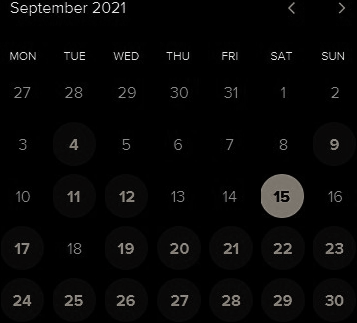 September 2021
MON TUE WED THU FRI SAT SUN
27 28 29 30 31 1 2
3 4 5 6 7 8 9
10 11 12 13 14 15 16
17 18 19 20 21 22 23
24 25 26 27 28 29 30